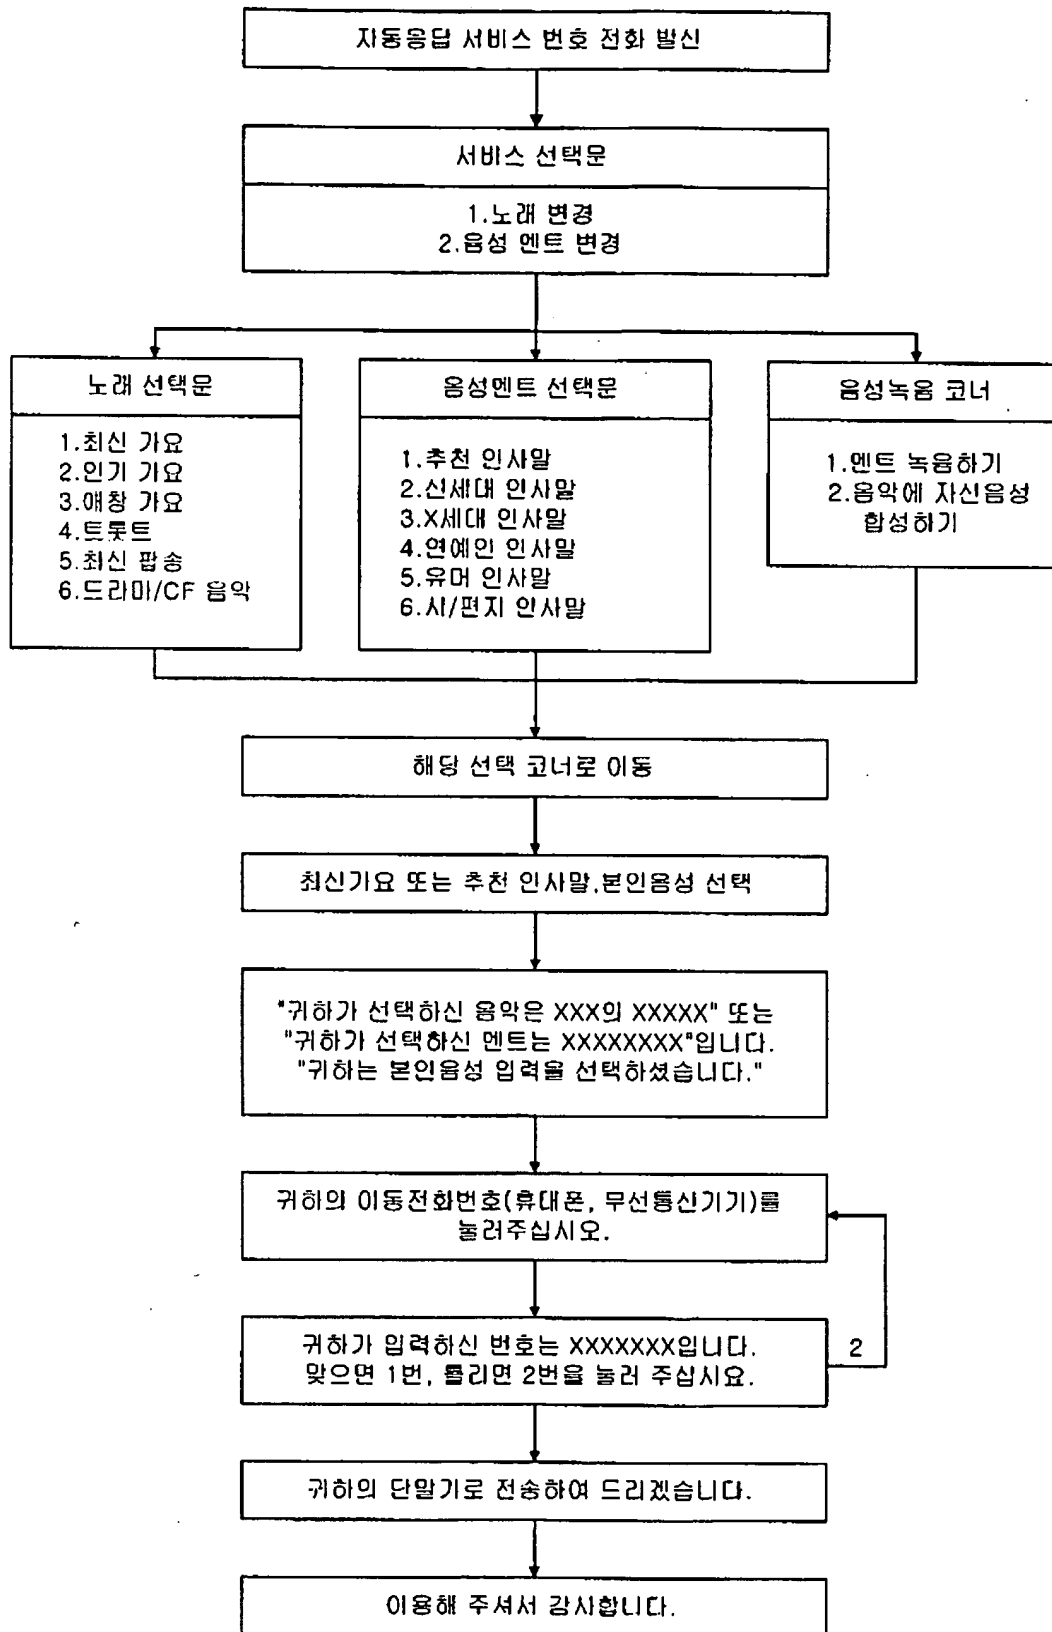 자동응답 서비스 번호 전화 발신
서비스 선택문
1.노래 변경
2.음성 멘트 변경
노래 선택문
1.최신 가요
2.인기 가요
3.애창 가요
4.트롯트
5.최신 팝송
6.드라마/CF 음악
음성멘트 선택문
1.추천 인사말
2.신세대 인사말
3.X세대 인사말
4.연예인 인사말
5.유머 인사말
6.시/편지 인사말
음성녹음 코너
1.멘트 녹음하기
2.음악에 자신음성
합성하기
해당 선택 코너로 이동
최신가요 또는 추천 인사말,본인음성 선택
"귀하가 선택하신 음악은 XXX의 XXXXX" 또는
"귀하가 선택하신 멘트는 XXXXXXXX"입니다.
"귀하는 본인음성 입력을 선택하셨습니다."
귀하의 이동전화번호(휴대폰, 무선통신기기)를
눌려주십시오.
귀하가 입력하신 번호는 XXXXXXX입니다.
맞으면 1번, 틀리면 2번을 눌러 주십시요.
2
귀하의 단말기로 전송하여 드리겠습니다.
이용해 주셔서 감사합니다.